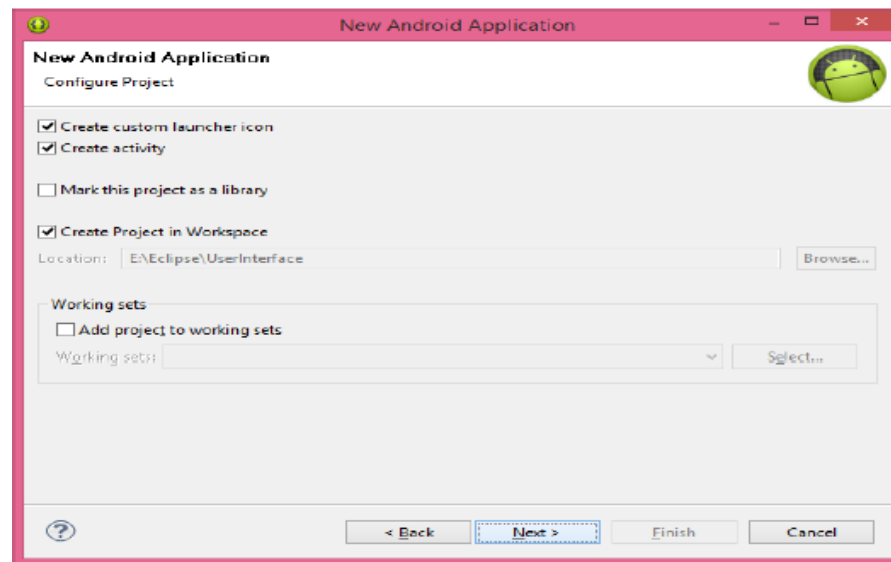 New Android Application
New Android Application
Configure Project
Create custom launcher icon
Create activity
Mark this project as a library
Create Project in Workspace
Location: E:\Eclipse\UserInterface Browse...
Working sets
Add project to working sets
Working sets: Select...
? < Back Next > Finish Cancel